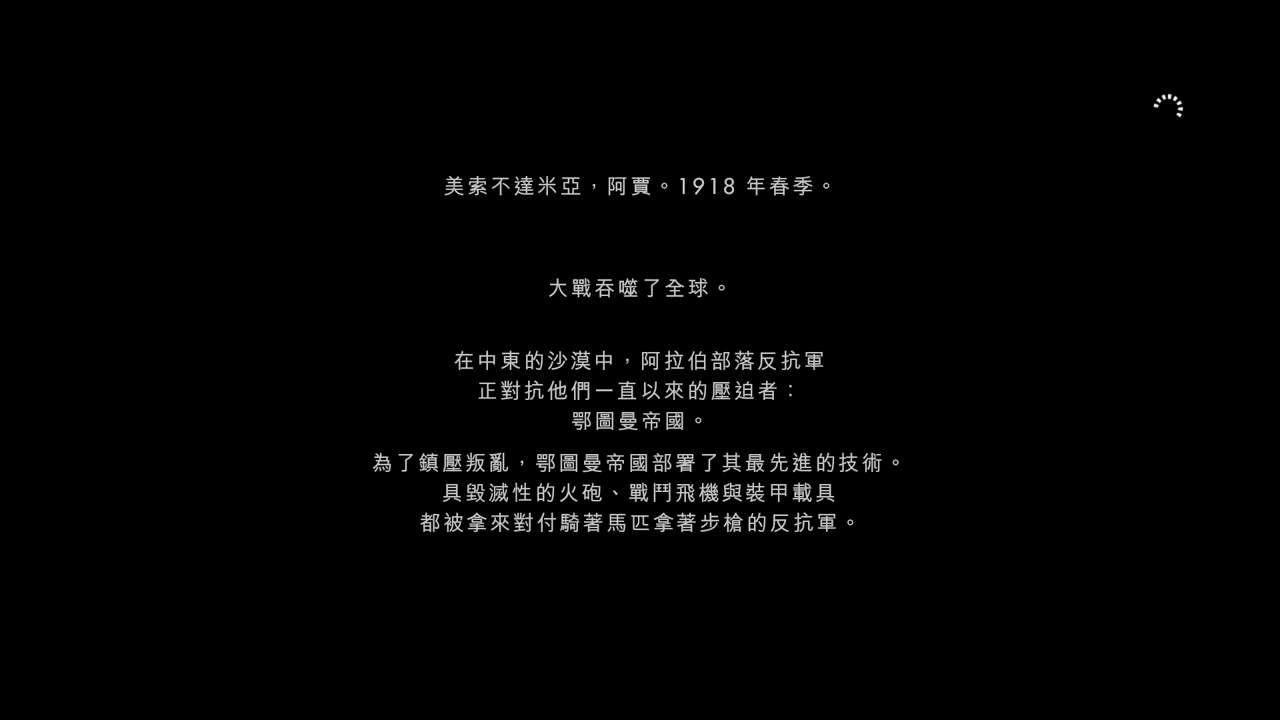 美索不達米亞，阿賈。1918 年春季。
大戰吞噬了全球。
在中東的沙漠中，阿拉伯部落反抗軍
正對抗他們一直以來的壓迫者：
鄂圖曼帝國。
為了鎮壓叛亂，鄂圖曼帝國部署了其最先進的技術。
具毀滅性的火砲、戰鬥飛機與裝甲載具
都被拿來對付騎著馬匹拿著步槍的反抗軍。